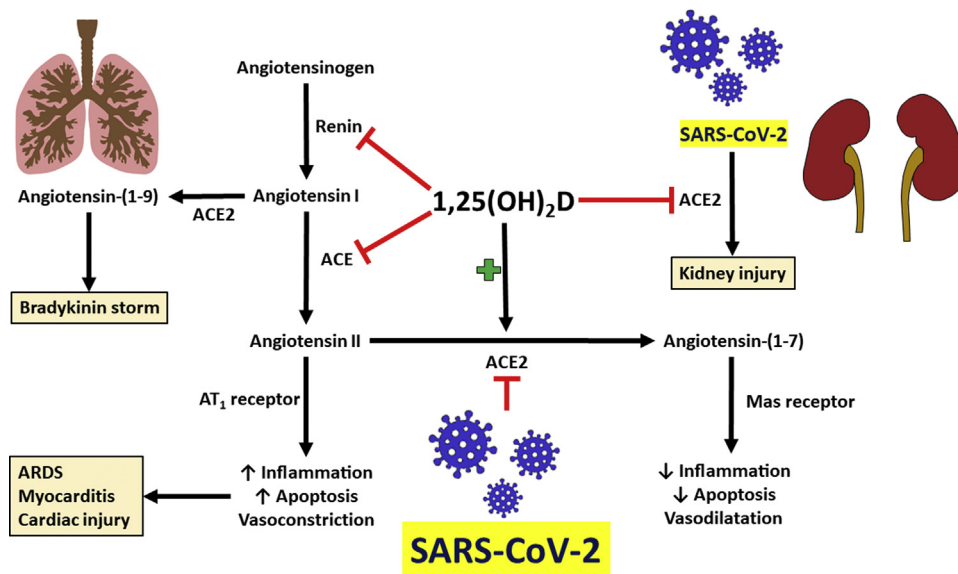 Angiotensinogen
Renin
SARS-CoV-2
Angiotensin-(1-9)
ACE2
Angiotensin I
1,25(OH)₂D
ACE2
ACE
Bradykinin storm
Kidney injury
Angiotensin II
ACE2
Angiotensin-(1-7)
AT₁ receptor
Mas receptor
ARDS
Myocarditis
Cardiac injury
↑ Inflammation
↑ Apoptosis
Vasoconstriction
↓ Inflammation
↓ Apoptosis
Vasodilatation
SARS-CoV-2